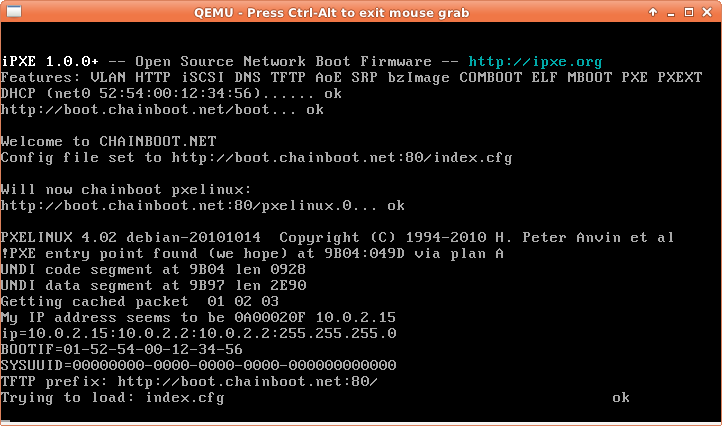 QEMU - Press Ctrl-Alt to exit mouse grab
iPXE 1.0.0+ -- Open Source Network Boot Firmware -- http://ipxe.org
Features: VLAN HTTP iSCSI DNS TFTP AoE SRP bzImage COMBOOT ELF MBOOT PXE PXEXT
DHCP (net0 52:54:00:12:34:56)...... ok
http://boot.chainboot.net/boot... ok
Welcome to CHAINBOOT.NET
Config file set to http://boot.chainboot.net:80/index.cfg
Will now chainboot pxelinux:
http://boot.chainboot.net:80/pxelinux.0... ok
PXELINUX 4.02 debian-20101014  Copyright (C) 1994-2010 H. Peter Anvin et al
!PXE entry point found (we hope) at 9B04:049D via plan A
UNDI code segment at 9B04 len 0928
UNDI data segment at 9B97 len 2E90
Getting cached packet  01 02 03
My IP address seems to be 0A00020F 10.0.2.15
ip=10.0.2.15:10.0.2.2:10.0.2.2:255.255.255.0
BOOTIF=01-52-54-00-12-34-56
SYSUUID=00000000-0000-0000-0000-000000000000
TFTP prefix: http://boot.chainboot.net:80/
Trying to load: index.cfg ok